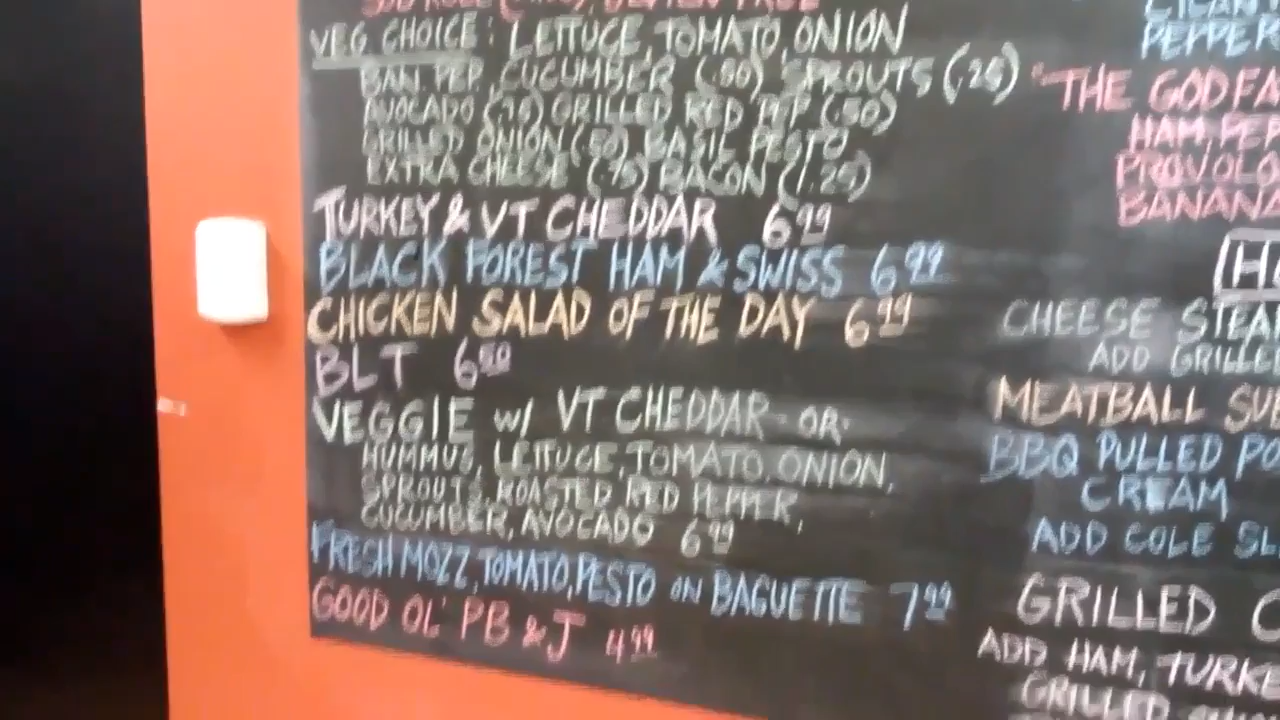 VEG CHOICE: LETTUCE, TOMATO, ONION
BAN. PEP, CUCUMBER (.50) SPROUTS (.25)
AVOCADO (.75) GRILLED RED PEP (.50)
GRILLED ONION (.50) BASIL PESTO
EXTRA CHEESE (.75) BACON (1.25)
TURKEY & VT CHEDDAR 6.99
BLACK FOREST HAM & SWISS 6.99
CHICKEN SALAD OF THE DAY 6.99
BLT 6.50
VEGGIE w/ VT CHEDDAR - OR -
HUMMUS, LETTUCE, TOMATO, ONION,
SPROUTS, ROASTED RED PEPPER,
CUCUMBER, AVOCADO 6.99
FRESH MOZZ, TOMATO, PESTO ON BAGUETTE 7.99
GOOD OL' PB & J 4.99
PEPPER
"THE GODFA
HAM, PEP
PROVOLO
BANANA
CHEESE STEA
ADD GRILLED
MEATBALL SUB
BBQ PULLED PO
CREAM
ADD COLE SL
GRILLED C
ADD HAM, TURKE
GRILLED